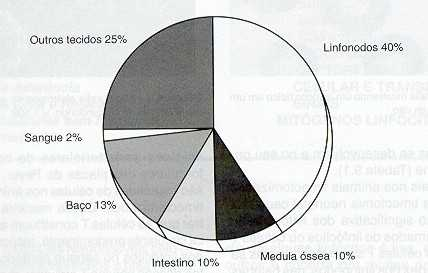 Outros tecidos 25%
Linfonodos 40%
Sangue 2%
Baço 13%
Intestino 10%
Medula óssea 10%